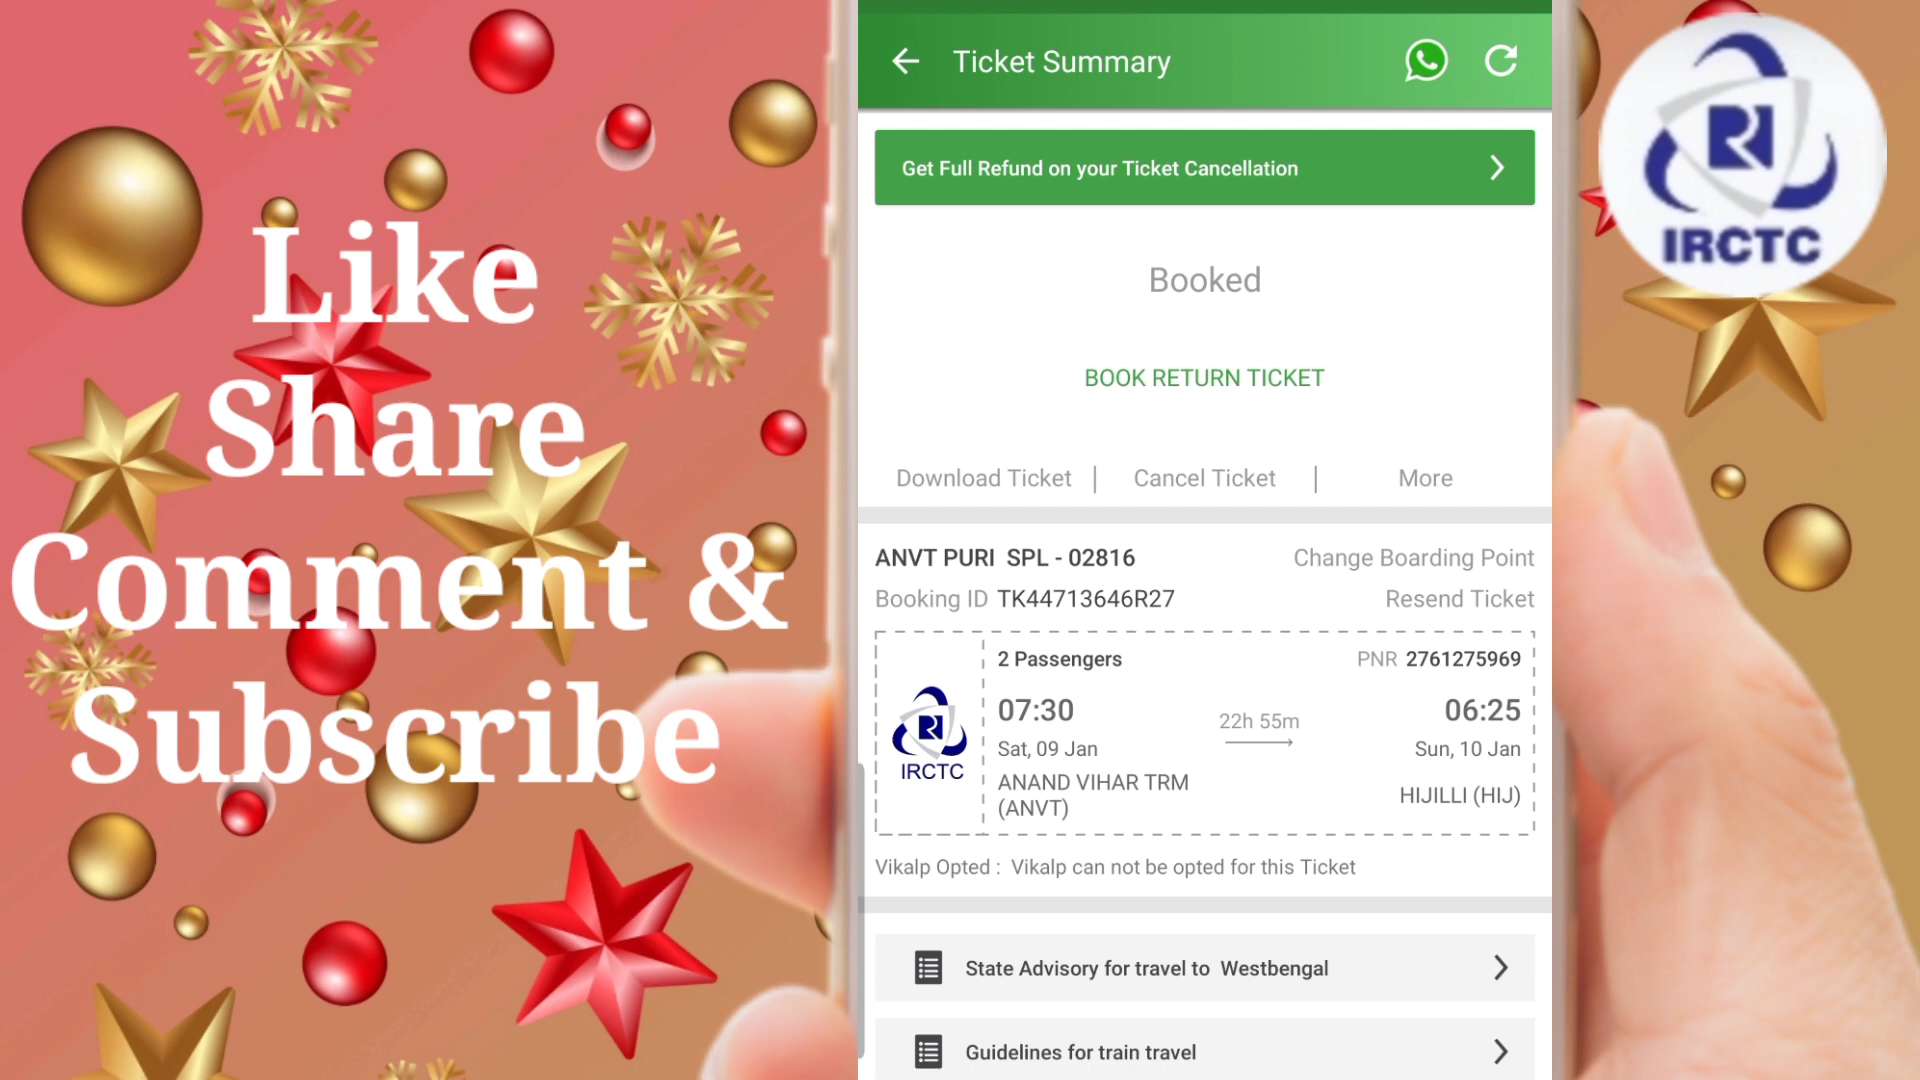 Like
Share
Comment &
Subscribe
Ticket Summary
Get Full Refund on your Ticket Cancellation
Booked
BOOK RETURN TICKET
Download Ticket | Cancel Ticket | More
ANVT PURI SPL - 02816 Change Boarding Point
Booking ID TK44713646R27 Resend Ticket
2 Passengers PNR 2761275969
07:30 22h 55m 06:25
Sat, 09 Jan Sun, 10 Jan
ANAND VIHAR TRM
(ANVT)
HIJILLI (HIJ)
IRCTC
Vikalp Opted : Vikalp can not be opted for this Ticket
State Advisory for travel to Westbengal
Guidelines for train travel
IRCTC